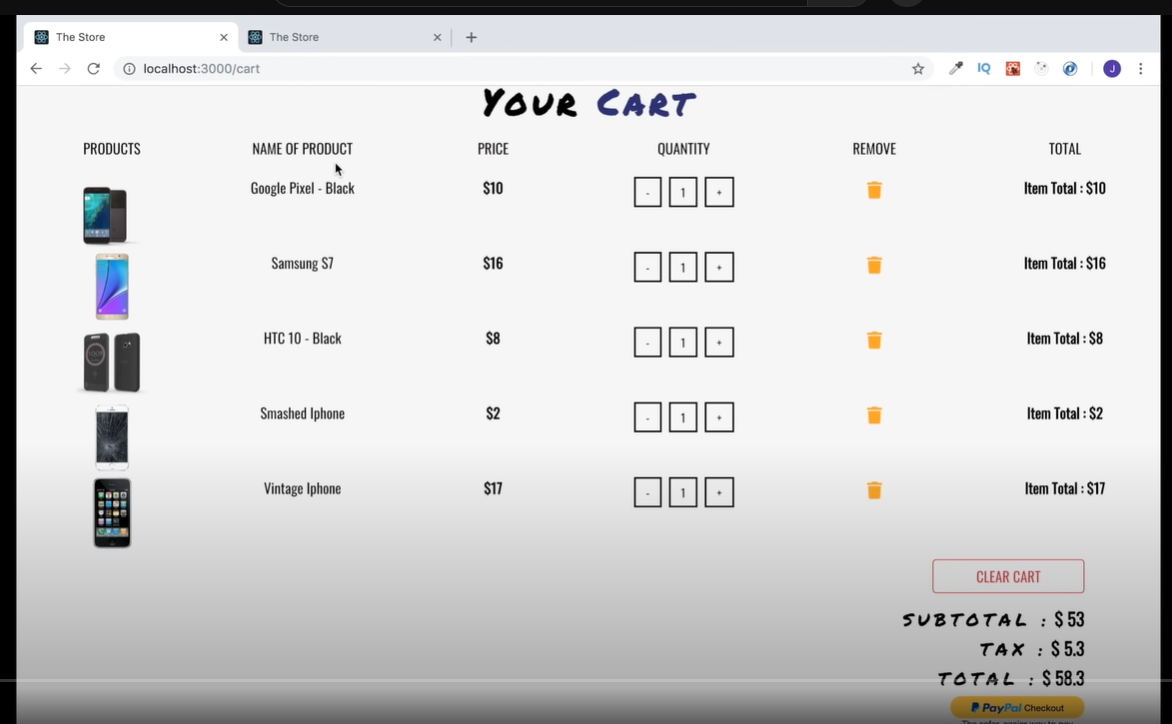 The Store
The Store
localhost:3000/cart
IQ
J
YOUR CART
PRODUCTS NAME OF PRODUCT PRICE QUANTITY REMOVE TOTAL
Google Pixel - Black $10 - 1 + Item Total : $10
Samsung S7 $16 - 1 + Item Total : $16
HTC 10 - Black $8 - 1 + Item Total : $8
Smashed Iphone $2 - 1 + Item Total : $2
Vintage Iphone $17 - 1 + Item Total : $17
CLEAR CART
SUBTOTAL : $ 53
TAX : $ 5.3
TOTAL : $ 58.3
PayPal Checkout